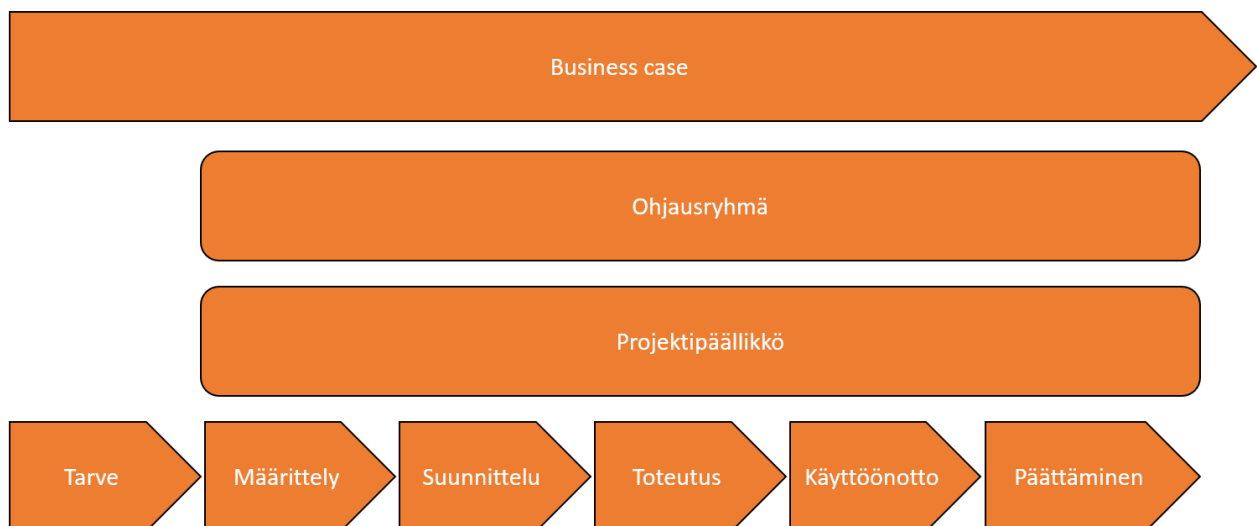 Business case
Ohjausryhmä
Projektipäällikkö
Tarve
Määrittely
Suunnittelu
Toteutus
Käyttöönotto
Päättäminen